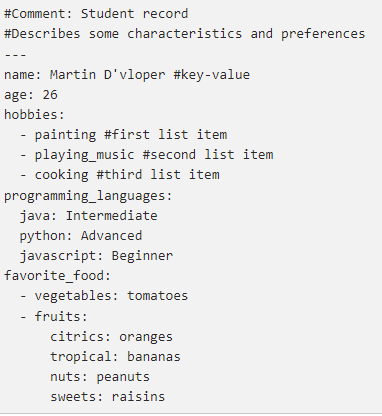 #Comment: Student record
#Describes some characteristics and preferences
---
name: Martin D'vloper #key-value
age: 26
hobbies:
  - painting #first list item
  - playing_music #second list item
  - cooking #third list item
programming_languages:
  java: Intermediate
  python: Advanced
  javascript: Beginner
favorite_food:
  - vegetables: tomatoes
  - fruits:
      citrics: oranges
      tropical: bananas
      nuts: peanuts
      sweets: raisins